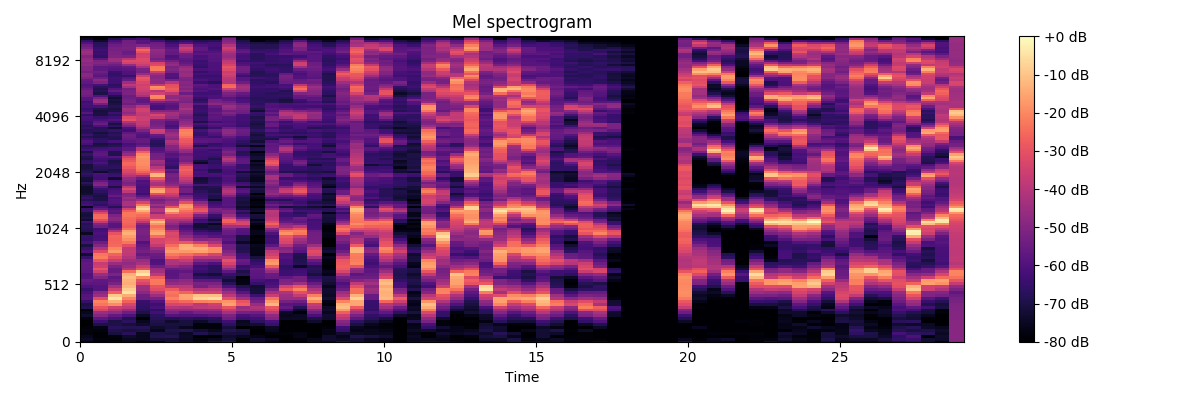 Mel spectrogram
8192
4096
2048
1024
512
0
Hz
0 5 10 15 20 25
Time
+0 dB
-10 dB
-20 dB
-30 dB
-40 dB
-50 dB
-60 dB
-70 dB
-80 dB